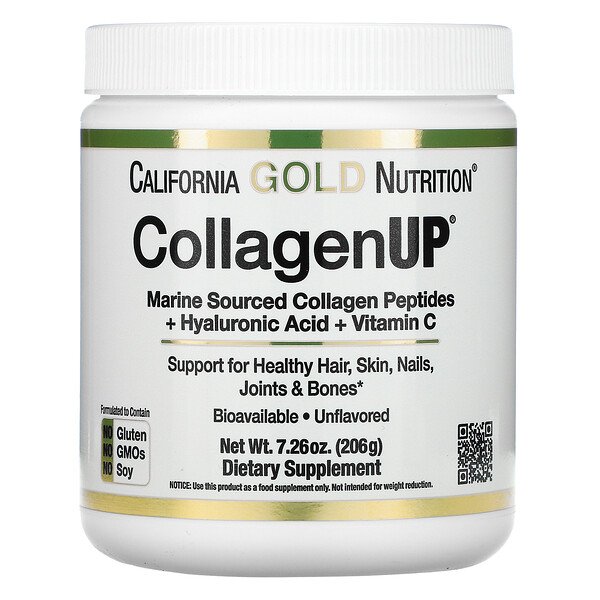 CALIFORNIA GOLD NUTRITION®
CollagenUP®
Marine Sourced Collagen Peptides
+ Hyaluronic Acid + Vitamin C
Support for Healthy Hair, Skin, Nails,
Joints & Bones*
Bioavailable • Unflavored
Formulated to Contain
NO Gluten
NO GMOs
NO Soy
Net Wt. 7.26oz. (206g)
Dietary Supplement
NOTICE: Use this product as a food supplement only. Not intended for weight reduction.